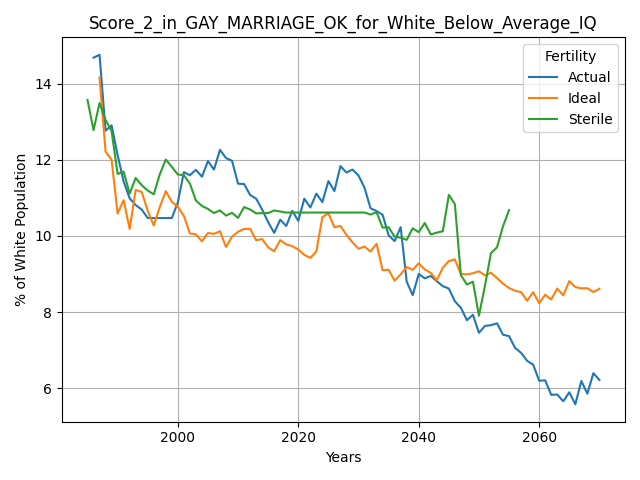 Score_2_in_GAY_MARRIAGE_OK_for_White_Below_Average_IQ
Fertility
Actual
Ideal
Sterile
% of White Population
14
12
10
8
6
2000
2020
2040
2060
Years